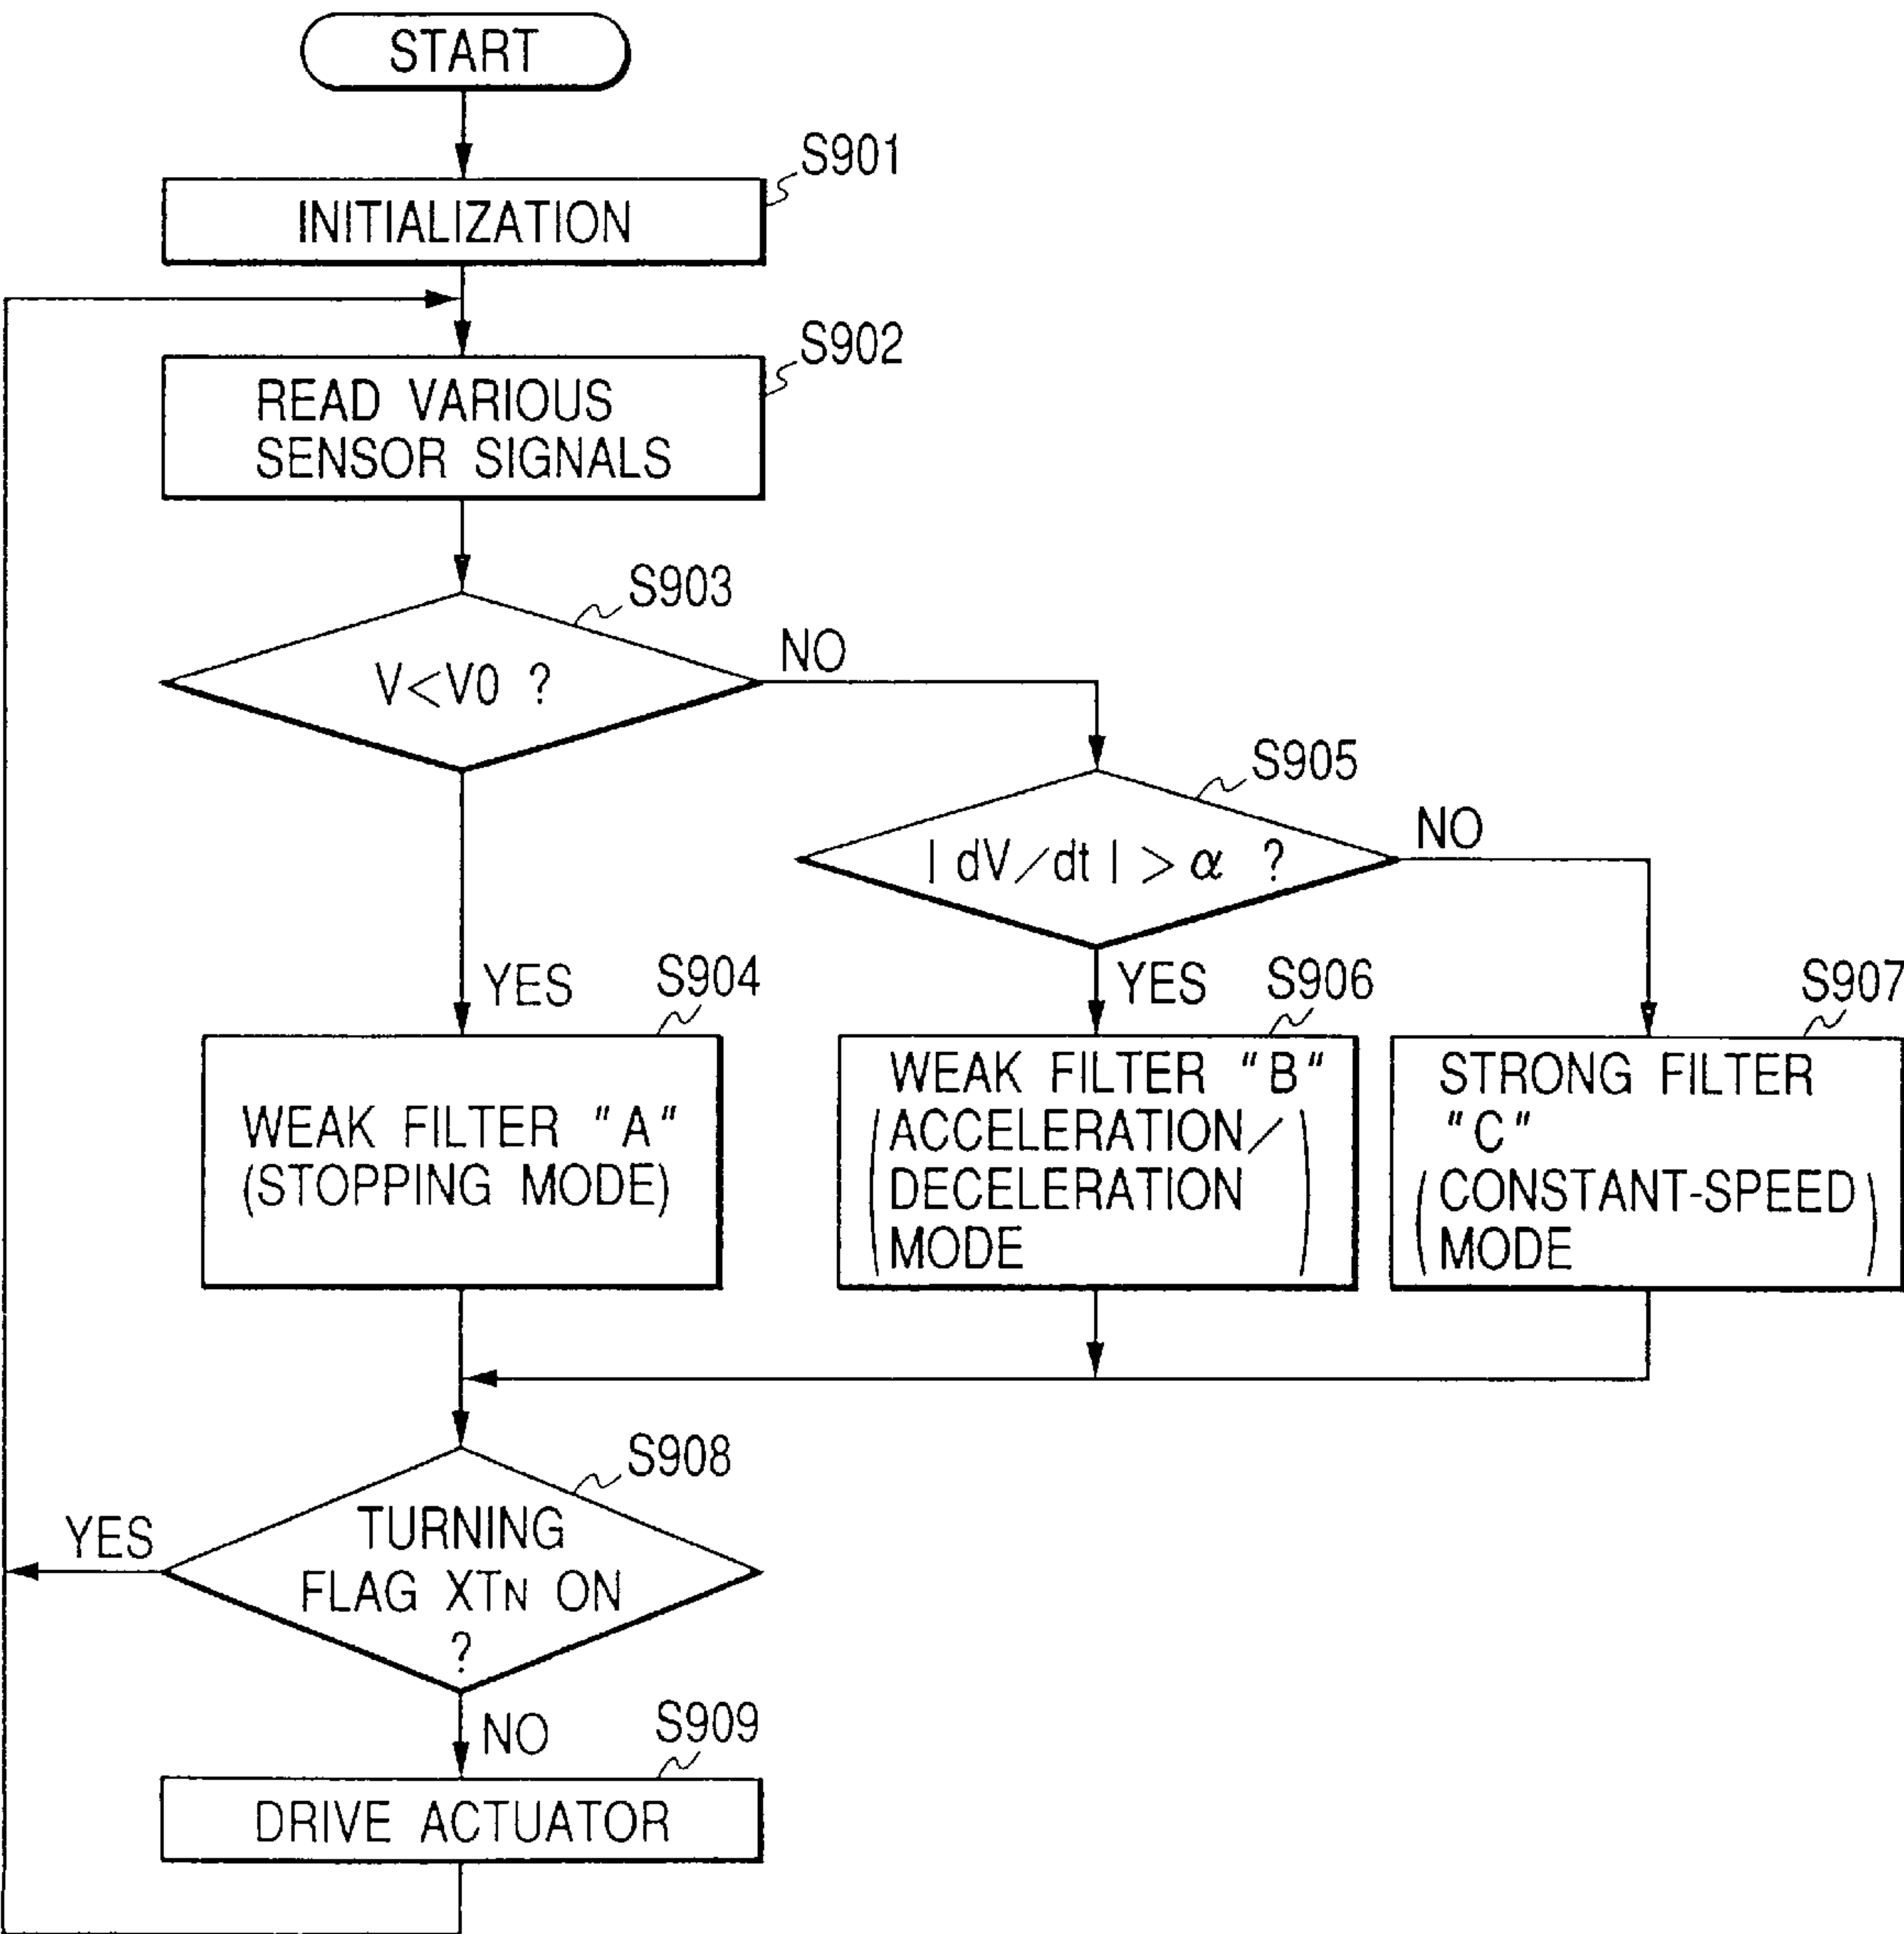 START
S901
INITIALIZATION
S902
READ VARIOUS
SENSOR SIGNALS
S903
V<V0 ?
NO
S905
| dV/dt | > α ?
NO
YES
S904
YES
S906
S907
WEAK FILTER "A"
(STOPPING MODE)
WEAK FILTER "B"
(ACCELERATION/
DECELERATION
MODE)
STRONG FILTER
"C"
(CONSTANT-SPEED
MODE)
S908
YES
TURNING
FLAG XTN ON
?
NO
S909
DRIVE ACTUATOR